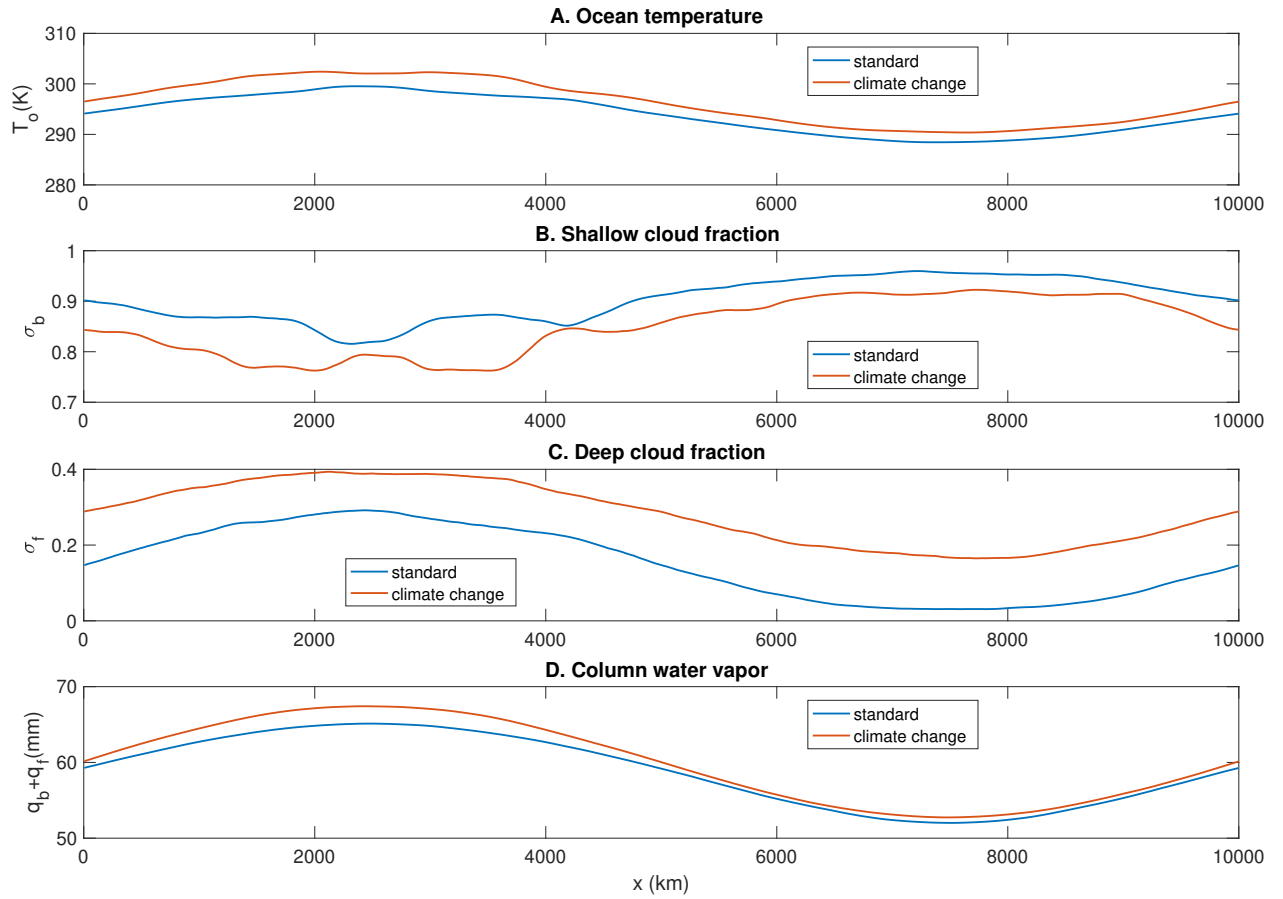 A. Ocean temperature
310
300
290
280
T_o(K)
standard
climate change
0 2000 4000 6000 8000 10000
B. Shallow cloud fraction
1
0.9
0.8
0.7
σ_b
standard
climate change
0 2000 4000 6000 8000 10000
C. Deep cloud fraction
0.4
0.2
0
σ_f
standard
climate change
0 2000 4000 6000 8000 10000
D. Column water vapor
70
60
50
q_b+q_f(mm)
standard
climate change
0 2000 4000 6000 8000 10000
x (km)